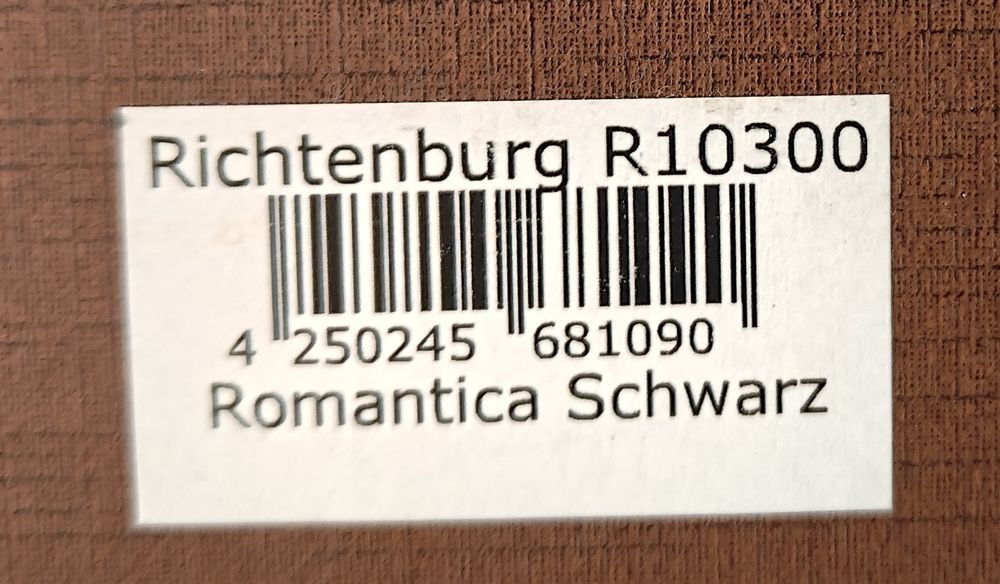 Richtenburg R10300
4 250245 681090
Romantica Schwarz